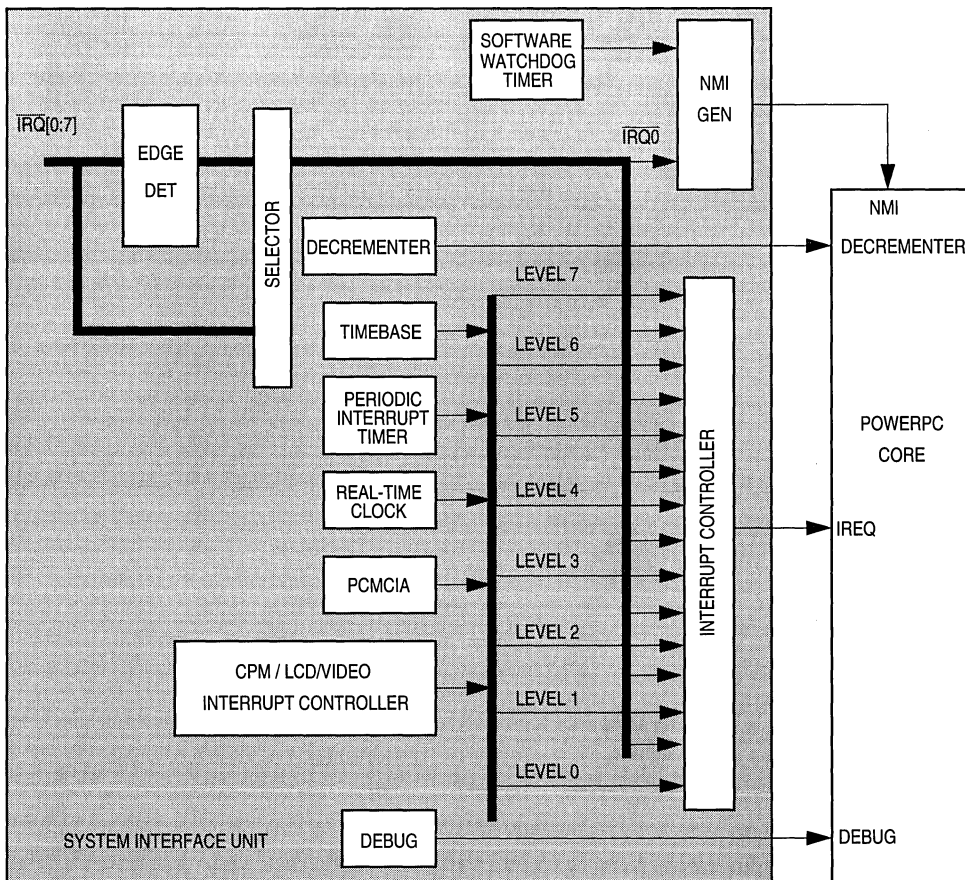 SOFTWARE
WATCHDOG
TIMER
NMI
GEN
IRQ[0:7]
EDGE
DET
SELECTOR
IRQ0
NMI
DECREMENTER
DECREMENTER
LEVEL 7
TIMEBASE
LEVEL 6
PERIODIC
INTERRUPT
TIMER
LEVEL 5
REAL-TIME
CLOCK
LEVEL 4
PCMCIA
LEVEL 3
CPM / LCD/VIDEO
INTERRUPT CONTROLLER
LEVEL 2
LEVEL 1
LEVEL 0
INTERRUPT CONTROLLER
POWERPC
CORE
IREQ
SYSTEM INTERFACE UNIT
DEBUG
DEBUG